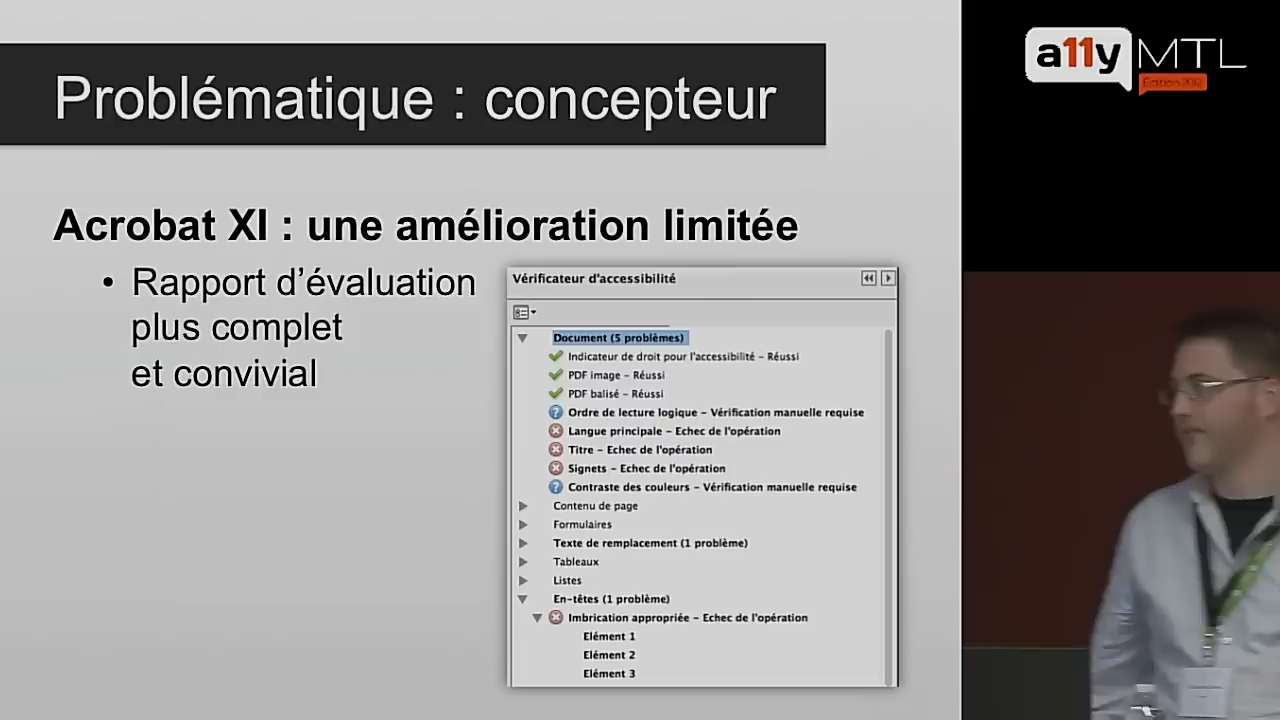 Problématique : concepteur
Acrobat XI : une amélioration limitée
• Rapport d'évaluation
plus complet
et convivial
Vérificateur d'accessibilité
Document (5 problèmes)
Indicateur de droit pour l'accessibilité – Réussi
PDF image – Réussi
PDF balisé – Réussi
Ordre de lecture logique – Vérification manuelle requise
Langue principale – Echec de l'opération
Titre – Echec de l'opération
Signets – Echec de l'opération
Contraste des couleurs – Vérification manuelle requise
Contenu de page
Formulaires
Texte de remplacement (1 problème)
Tableaux
Listes
En-têtes (1 problème)
Imbrication appropriée – Echec de l'opération
Elément 1
Elément 2
Elément 3
a11y MTL